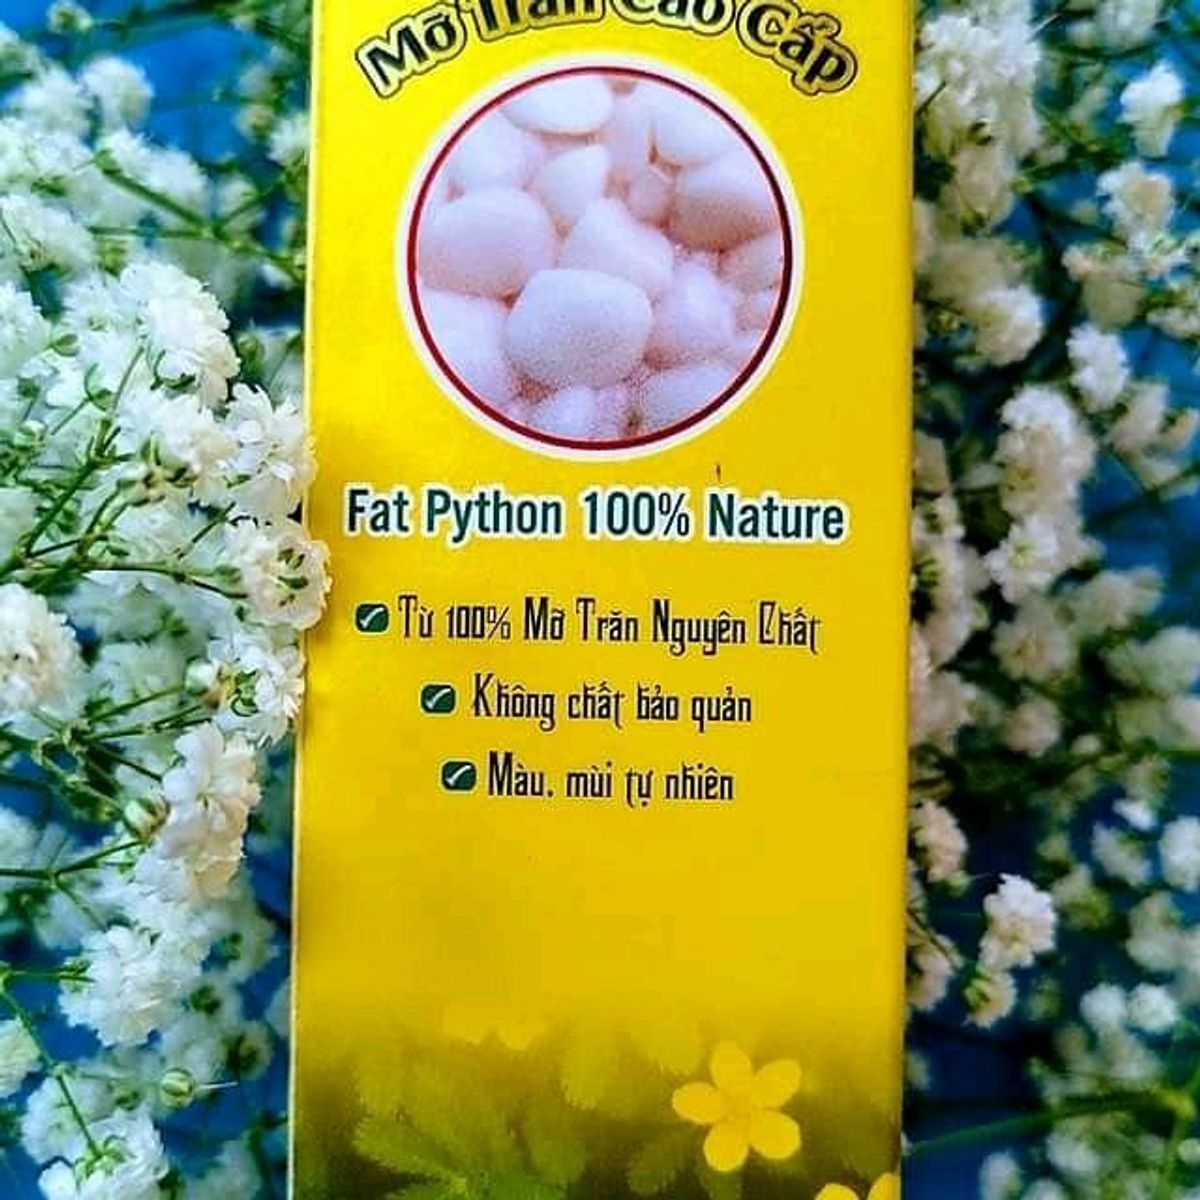 Mỡ Trăn Cao Cấp
Fat Python 100% Nature
Từ 100% Mỡ Trăn Nguyên Chất
Không chất bảo quản
Màu, mùi tự nhiên